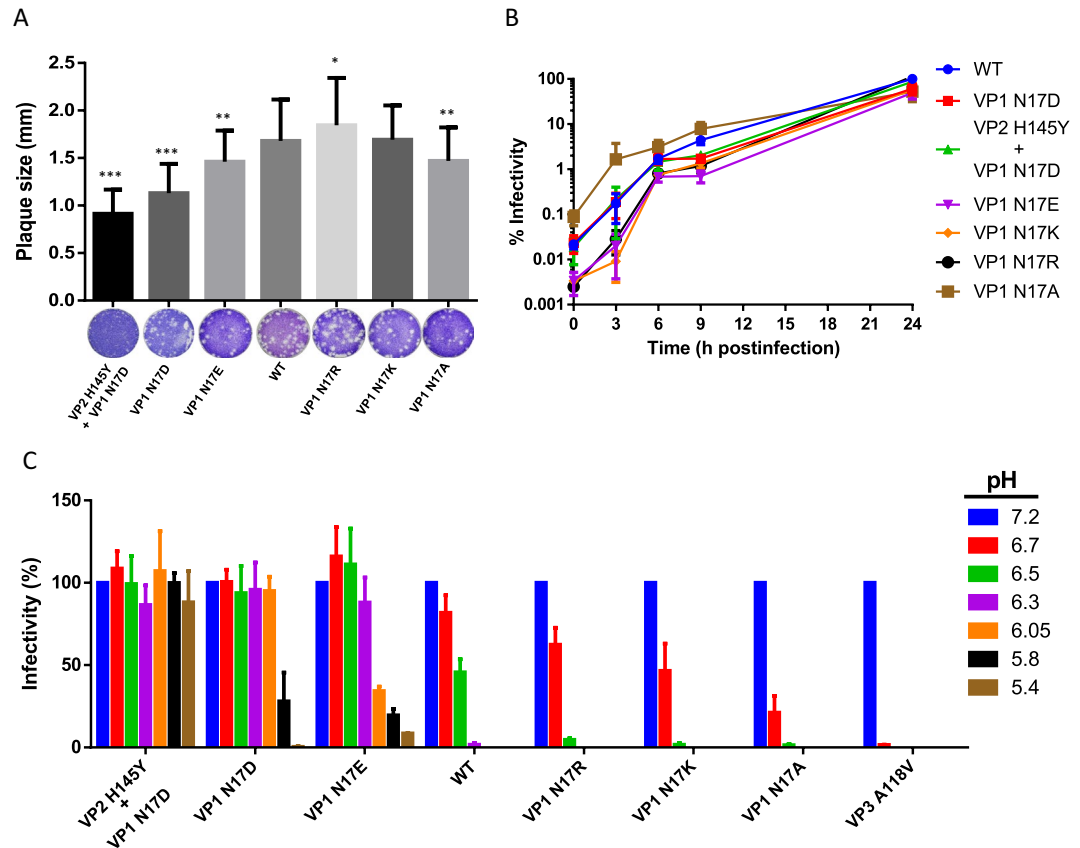 A
Plaque size (mm)
2.5
2.0
1.5
1.0
0.5
0.0
***
***
**
*
**
VP2 H145Y
+ VP1 N17D
VP1 N17D
VP1 N17E
WT
VP1 N17R
VP1 N17K
VP1 N17A
B
% Infectivity
100
10
1
0.1
0.01
0.001
0 3 6 9 12 15 18 21 24
Time (h postinfection)
WT
VP1 N17D
VP2 H145Y
+
VP1 N17D
VP1 N17E
VP1 N17K
VP1 N17R
VP1 N17A
C
Infectivity (%)
150
100
50
0
VP2 H145Y
+
VP1 N17D
VP1 N17D
VP1 N17E
WT
VP1 N17R
VP1 N17K
VP1 N17A
VP3 A118V
pH
7.2
6.7
6.5
6.3
6.05
5.8
5.4